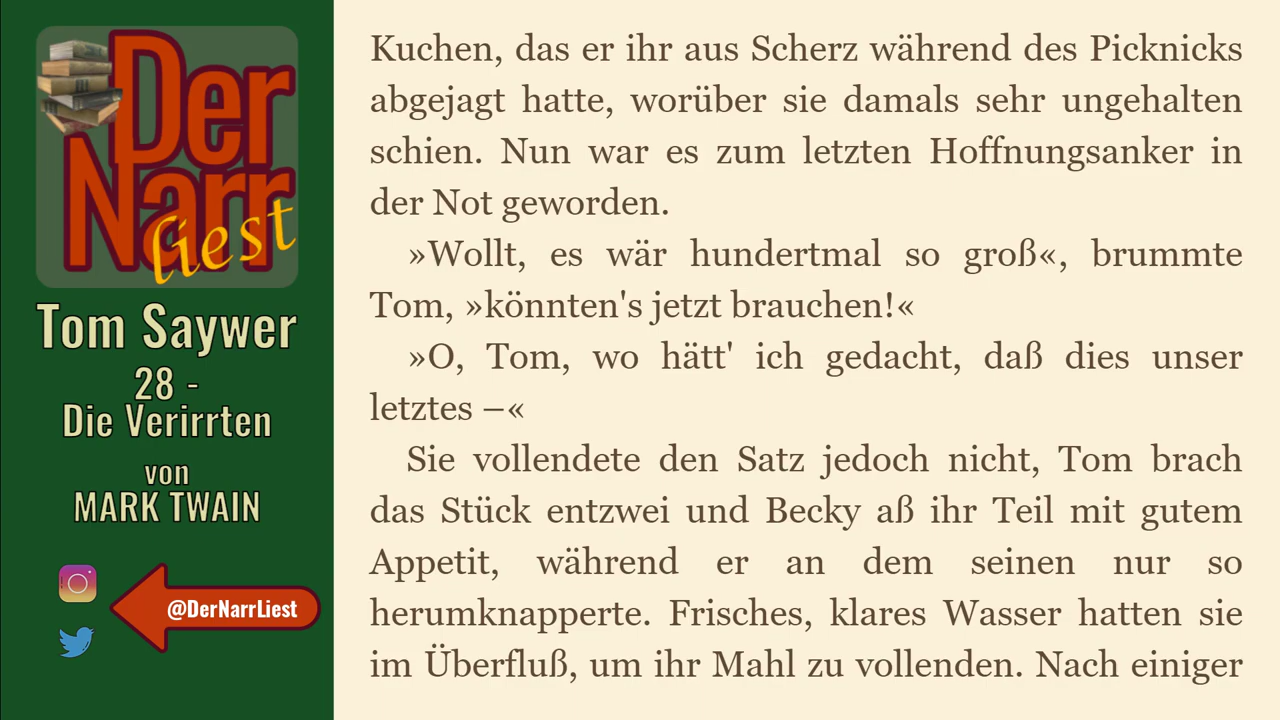 Der
Narr
liest
Tom Saywer
28 -
Die Verirrten
von
MARK TWAIN
@DerNarrLiest
Kuchen, das er ihr aus Scherz während des Picknicks
abgejagt hatte, worüber sie damals sehr ungehalten
schien. Nun war es zum letzten Hoffnungsanker in
der Not geworden.
»Wollt, es wär hundertmal so groß«, brummte
Tom, »könnten's jetzt brauchen!«
»O, Tom, wo hätt' ich gedacht, daß dies unser
letztes –«
Sie vollendete den Satz jedoch nicht, Tom brach
das Stück entzwei und Becky aß ihr Teil mit gutem
Appetit, während er an dem seinen nur so
herumknapperte. Frisches, klares Wasser hatten sie
im Überfluß, um ihr Mahl zu vollenden. Nach einiger